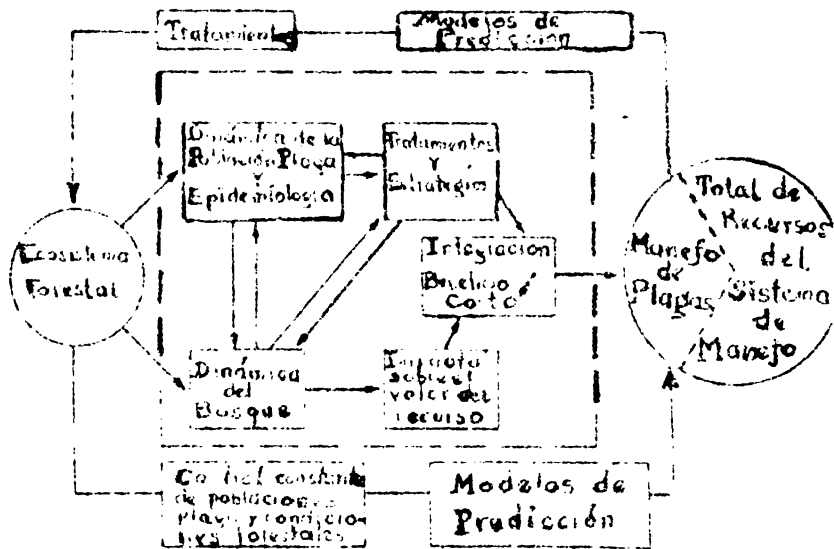 Tratamiento
Modelos de
Predicción
Dinámica de la
Población Plaga
y
Epidemiología
Tratamientos
y
Estrategias
Ecosistema
Forestal
Integración
Beneficio
Costo
Total de
Recursos
del
Sistema
de
Manejo
Manejo
de
Plagas
Dinámica
del
Bosque
Impacto
sobre el
valor del
recurso
constante
de poblaciones
plaga y condicio-
nes forestales
Modelos de
Predicción